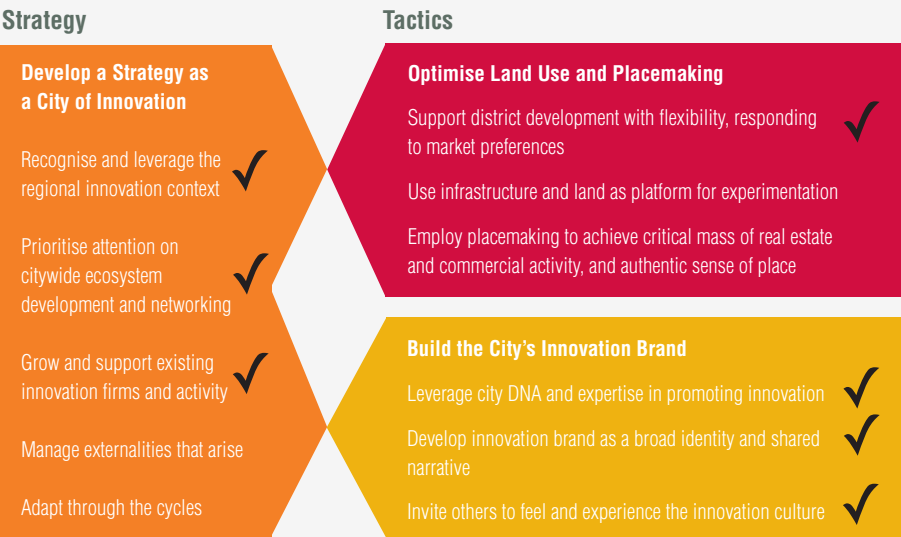 Strategy
Develop a Strategy as
a City of Innovation
Recognise and leverage the
regional innovation context
Prioritise attention on
citywide ecosystem
development and networking
Grow and support existing
innovation firms and activity
Manage externalities that arise
Adapt through the cycles
Tactics
Optimise Land Use and Placemaking
Support district development with flexibility, responding
to market preferences
Use infrastructure and land as platform for experimentation
Employ placemaking to achieve critical mass of real estate
and commercial activity, and authentic sense of place
Build the City’s Innovation Brand
Leverage city DNA and expertise in promoting innovation
Develop innovation brand as a broad identity and shared
narrative
Invite others to feel and experience the innovation culture